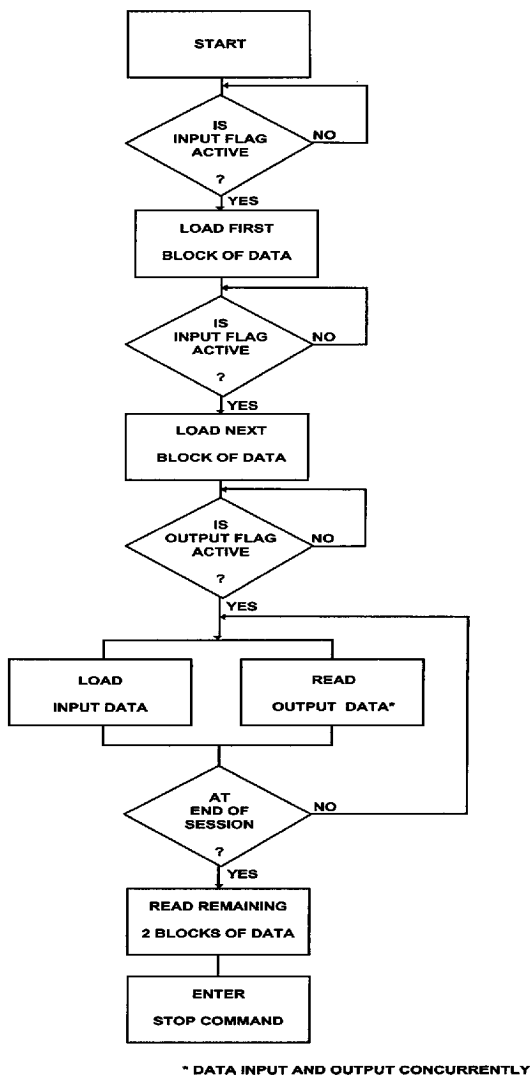 START
IS
INPUT FLAG
ACTIVE
?
NO
YES
LOAD FIRST
BLOCK OF DATA
IS
INPUT FLAG
ACTIVE
?
NO
YES
LOAD NEXT
BLOCK OF DATA
IS
OUTPUT FLAG
ACTIVE
?
NO
YES
LOAD
INPUT DATA
READ
OUTPUT DATA*
AT
END OF
SESSION
?
NO
YES
READ REMAINING
2 BLOCKS OF DATA
ENTER
STOP COMMAND
* DATA INPUT AND OUTPUT CONCURRENTLY